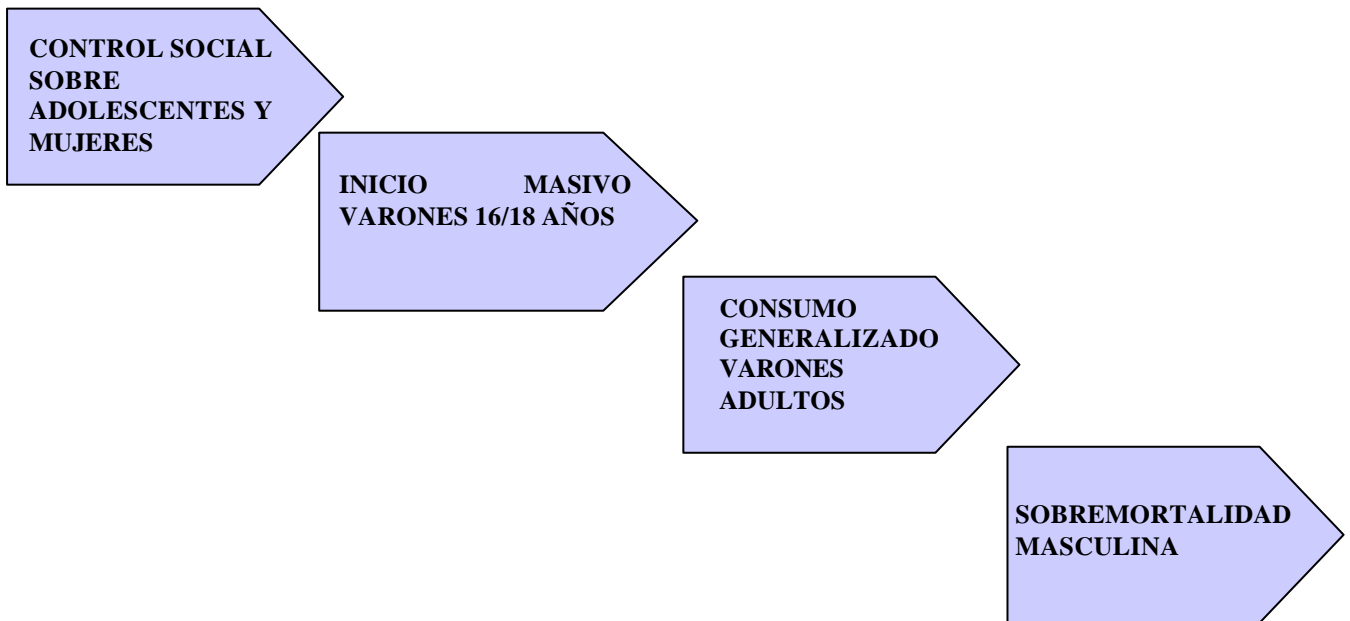 CONTROL SOCIAL
SOBRE
ADOLESCENTES Y
MUJERES
INICIO MASIVO
VARONES 16/18 AÑOS
CONSUMO
GENERALIZADO
VARONES
ADULTOS
SOBREMORTALIDAD
MASCULINA